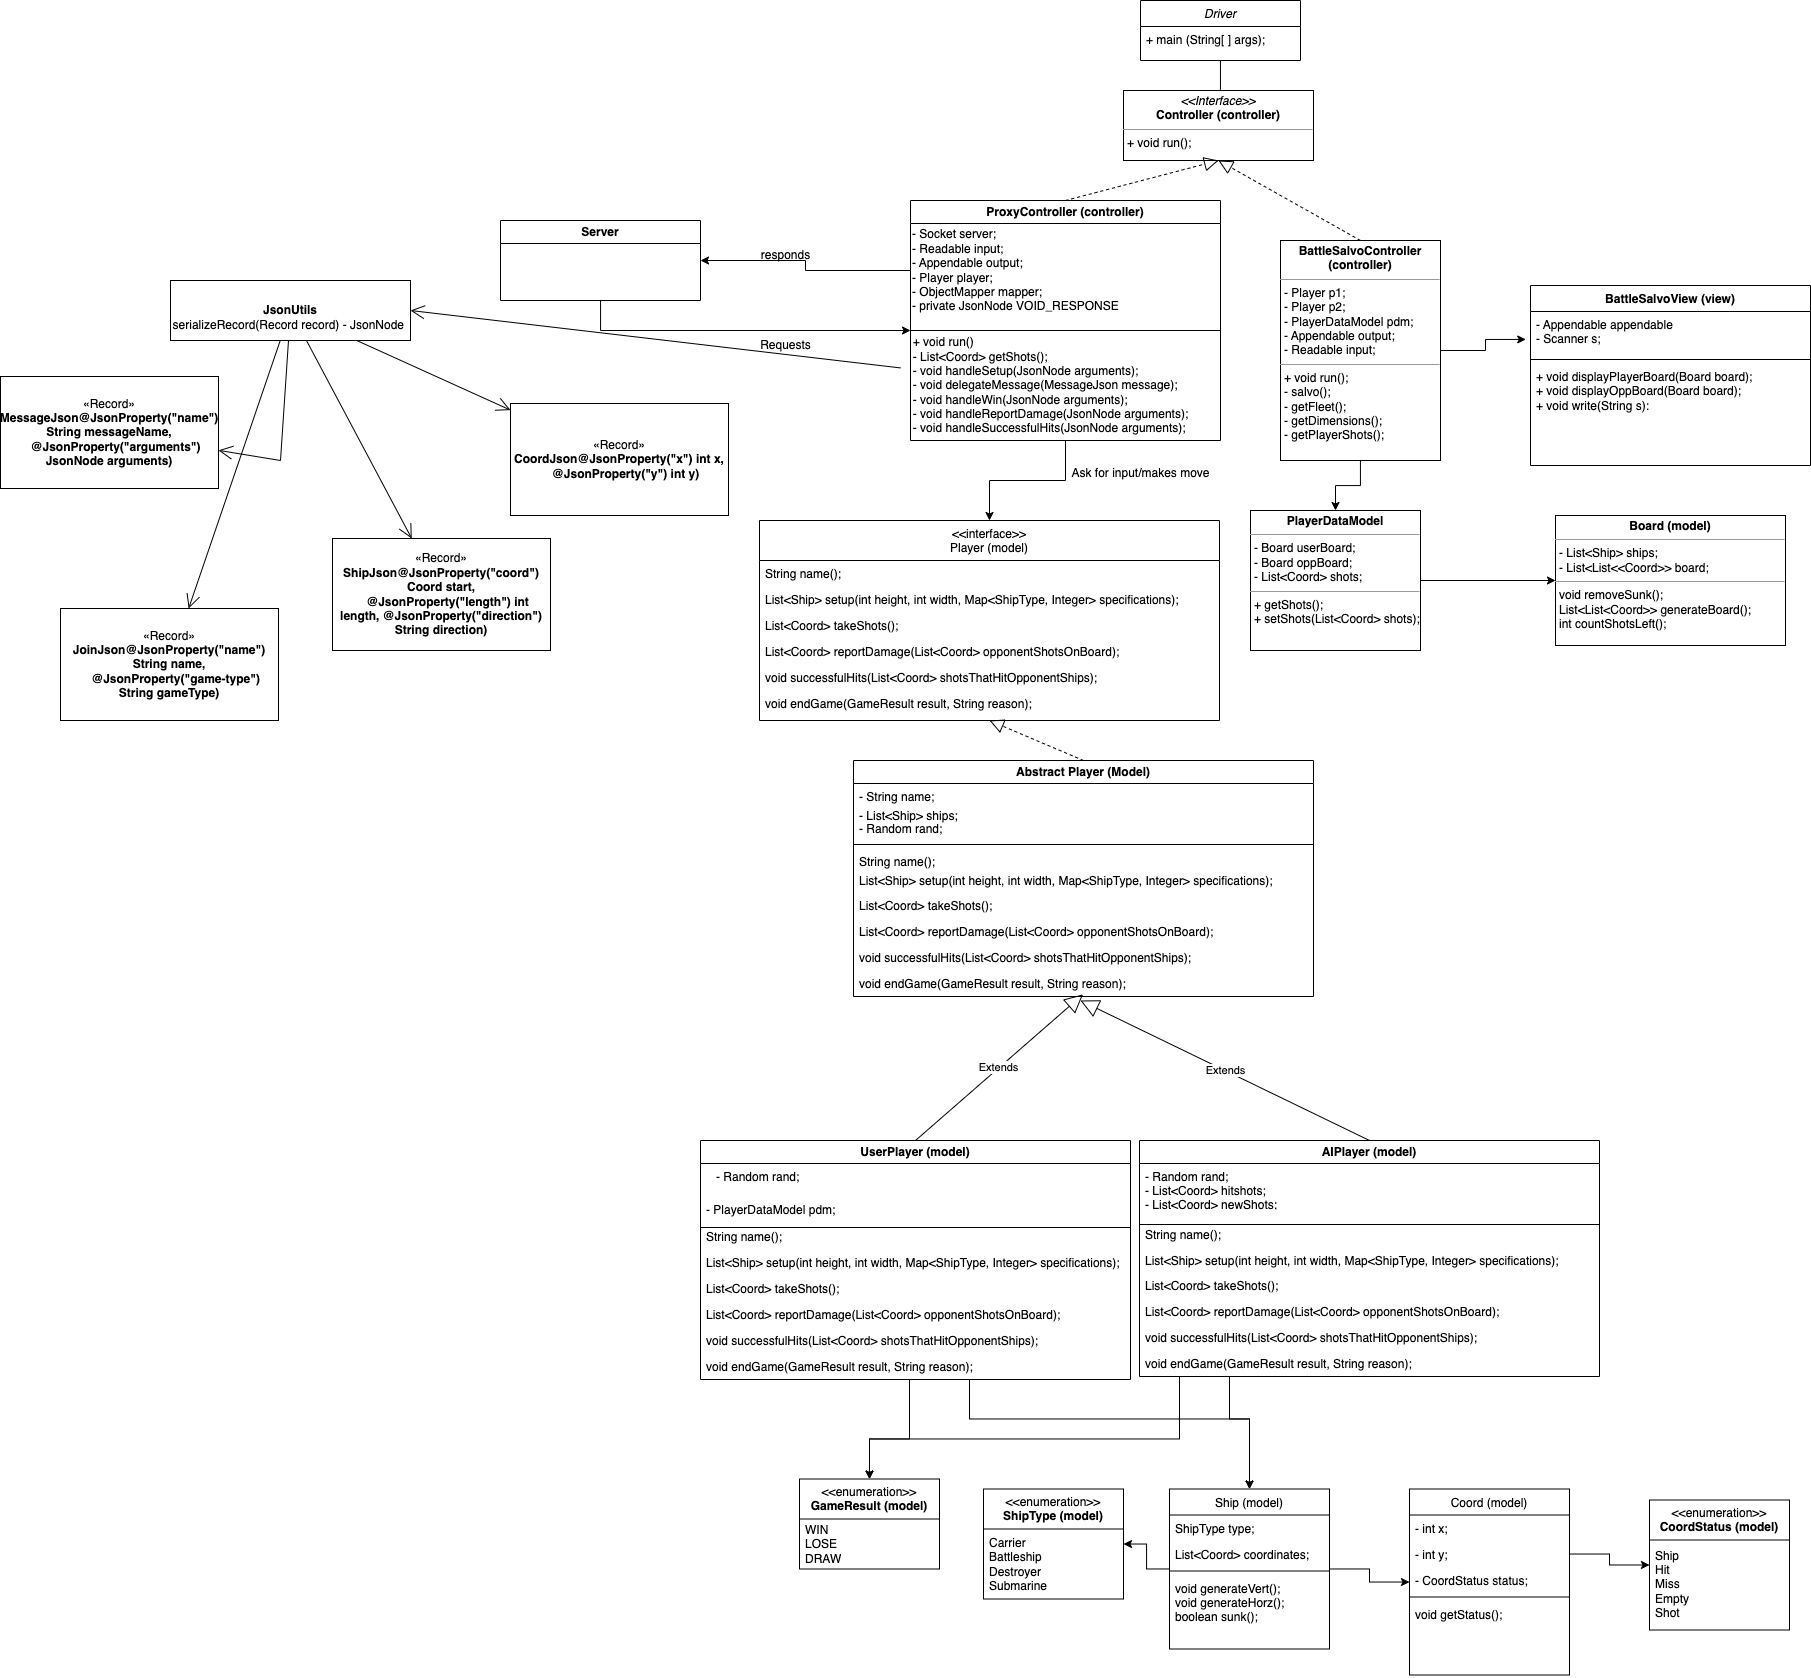 Driver
+ main (String[ ] args);
<<Interface>>
Controller (controller)
+ void run();
ProxyController (controller)
- Socket server;
- Readable input;
- Appendable output;
- Player player;
- ObjectMapper mapper;
- private JsonNode VOID_RESPONSE
+ void run()
- List<Coord> getShots();
- void handleSetup(JsonNode arguments);
- void delegateMessage(MessageJson message);
- void handleWin(JsonNode arguments);
- void handleReportDamage(JsonNode arguments);
- void handleSuccessfulHits(JsonNode arguments);
Server
responds
Requests
JsonUtils
serializeRecord(Record record) - JsonNode
«Record»
MessageJson@JsonProperty("name")
String messageName,
@JsonProperty("arguments")
JsonNode arguments)
«Record»
CoordJson@JsonProperty("x") int x,
@JsonProperty("y") int y)
«Record»
ShipJson@JsonProperty("coord")
Coord start,
@JsonProperty("length") int
length, @JsonProperty("direction")
String direction)
«Record»
JoinJson@JsonProperty("name")
String name,
@JsonProperty("game-type")
String gameType)
BattleSalvoController
(controller)
- Player p1;
- Player p2;
- PlayerDataModel pdm;
- Appendable output;
- Readable input;
+ void run();
- salvo();
- getFleet();
- getDimensions();
- getPlayerShots();
BattleSalvoView (view)
- Appendable appendable
- Scanner s;
+ void displayPlayerBoard(Board board);
+ void displayOppBoard(Board board);
+ void write(String s):
Ask for input/makes move
PlayerDataModel
- Board userBoard;
- Board oppBoard;
- List<Coord> shots;
+ getShots();
+ setShots(List<Coord> shots);
Board (model)
- List<Ship> ships;
- List<List<<Coord>> board;
void removeSunk();
List<List<Coord>> generateBoard();
int countShotsLeft();
<<interface>>
Player (model)
String name();
List<Ship> setup(int height, int width, Map<ShipType, Integer> specifications);
List<Coord> takeShots();
List<Coord> reportDamage(List<Coord> opponentShotsOnBoard);
void successfulHits(List<Coord> shotsThatHitOpponentShips);
void endGame(GameResult result, String reason);
Abstract Player (Model)
- String name;
- List<Ship> ships;
- Random rand;
String name();
List<Ship> setup(int height, int width, Map<ShipType, Integer> specifications);
List<Coord> takeShots();
List<Coord> reportDamage(List<Coord> opponentShotsOnBoard);
void successfulHits(List<Coord> shotsThatHitOpponentShips);
void endGame(GameResult result, String reason);
Extends
Extends
UserPlayer (model)
- Random rand;
- PlayerDataModel pdm;
String name();
List<Ship> setup(int height, int width, Map<ShipType, Integer> specifications);
List<Coord> takeShots();
List<Coord> reportDamage(List<Coord> opponentShotsOnBoard);
void successfulHits(List<Coord> shotsThatHitOpponentShips);
void endGame(GameResult result, String reason);
AIPlayer (model)
- Random rand;
- List<Coord> hitshots;
- List<Coord> newShots;
String name();
List<Ship> setup(int height, int width, Map<ShipType, Integer> specifications);
List<Coord> takeShots();
List<Coord> reportDamage(List<Coord> opponentShotsOnBoard);
void successfulHits(List<Coord> shotsThatHitOpponentShips);
void endGame(GameResult result, String reason);
<<enumeration>>
GameResult (model)
WIN
LOSE
DRAW
<<enumeration>>
ShipType (model)
Carrier
Battleship
Destroyer
Submarine
Ship (model)
ShipType type;
List<Coord> coordinates;
void generateVert();
void generateHorz();
boolean sunk();
Coord (model)
- int x;
- int y;
- CoordStatus status;
void getStatus();
<<enumeration>>
CoordStatus (model)
Ship
Hit
Miss
Empty
Shot